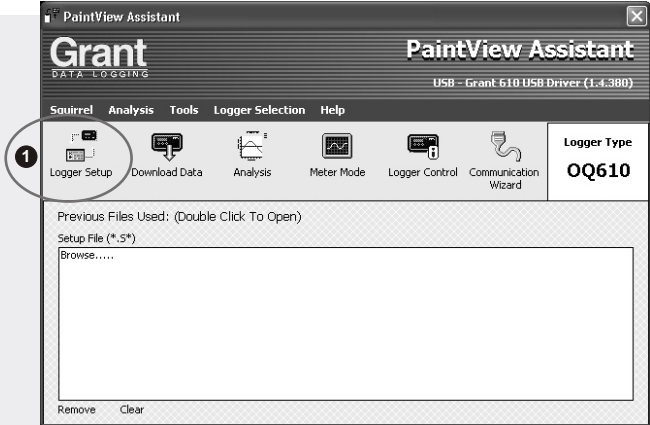 PaintView Assistant
Grant
DATA LOGGING
PaintView Assistant
USB - Grant 610 USB Driver (1.4.380)
Squirrel Analysis Tools Logger Selection Help
1
Logger Setup Download Data Analysis Meter Mode Logger Control Communication Wizard
Logger Type
OQ610
Previous Files Used: (Double Click To Open)
Setup File (*.S*)
Browse.....
Remove Clear